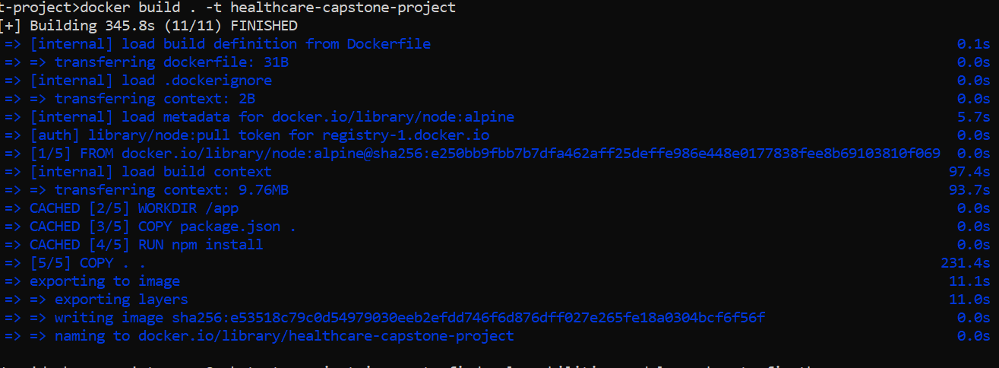 t-project>docker build . -t healthcare-capstone-project
[+] Building 345.8s (11/11) FINISHED
=> [internal] load build definition from Dockerfile 0.1s
=> => transferring dockerfile: 31B 0.0s
=> [internal] load .dockerignore 0.0s
=> => transferring context: 2B 0.0s
=> [internal] load metadata for docker.io/library/node:alpine 5.7s
=> [auth] library/node:pull token for registry-1.docker.io 0.0s
=> [1/5] FROM docker.io/library/node:alpine@sha256:e250bb9fbb7b7dfa462aff25deffe986e448e0177838fee8b69103810f069 0.0s
=> [internal] load build context 97.4s
=> => transferring context: 9.76MB 93.7s
=> CACHED [2/5] WORKDIR /app 0.0s
=> CACHED [3/5] COPY package.json . 0.0s
=> CACHED [4/5] RUN npm install 0.0s
=> [5/5] COPY . . 231.4s
=> exporting to image 11.1s
=> => exporting layers 11.0s
=> => writing image sha256:e53518c79c0d54979030eeb2efdd746f6d876dff027e265fe18a0304bcf6f56f 0.0s
=> => naming to docker.io/library/healthcare-capstone-project 0.0s